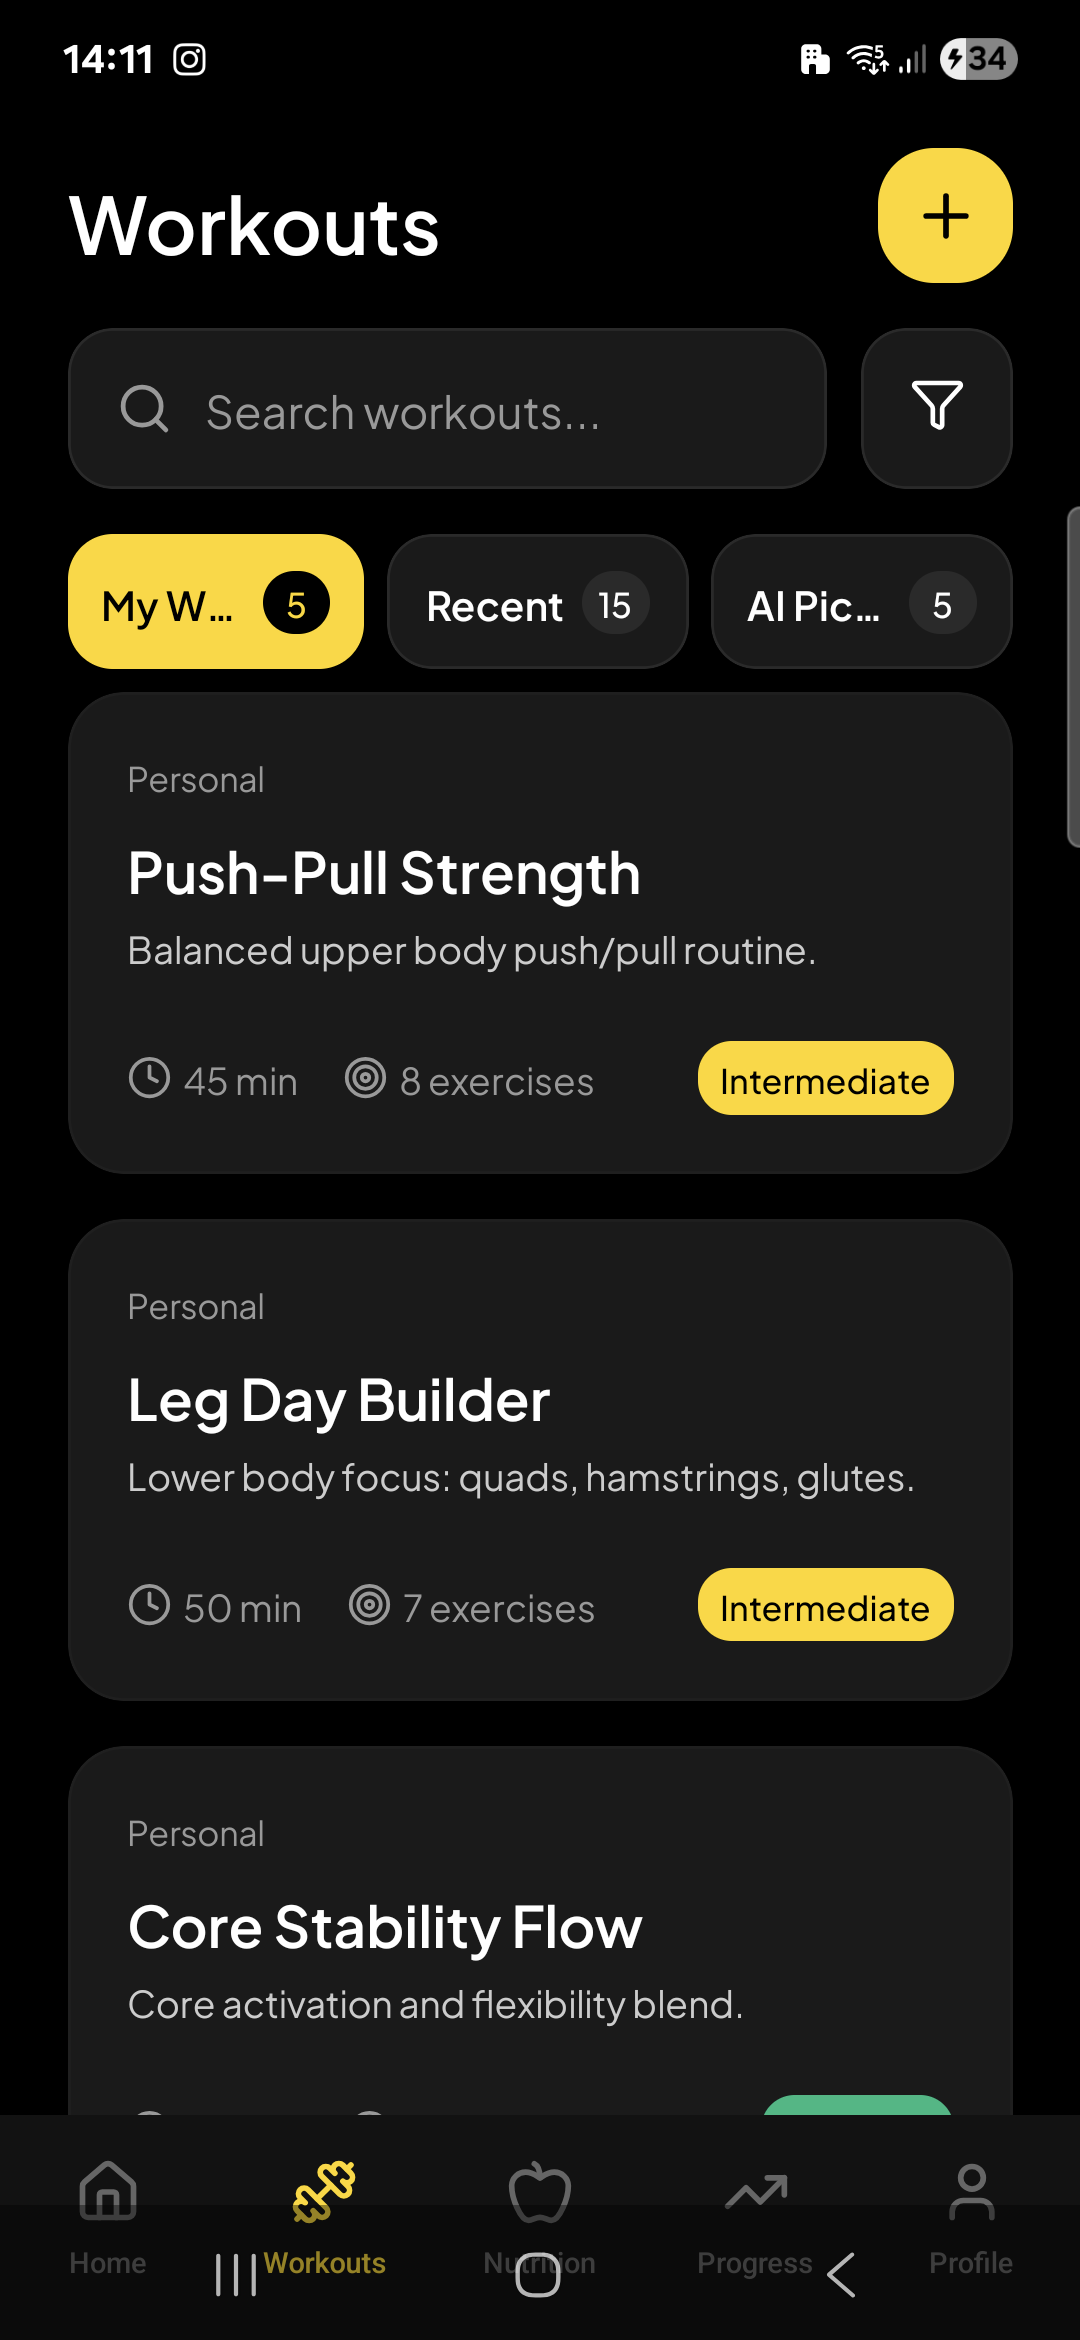 14:11
5
34
Workouts
Search workouts...
My W... 5
Recent 15
AI Pic... 5
Personal
Push-Pull Strength
Balanced upper body push/pull routine.
45 min
8 exercises
Intermediate
Personal
Leg Day Builder
Lower body focus: quads, hamstrings, glutes.
50 min
7 exercises
Intermediate
Personal
Core Stability Flow
Core activation and flexibility blend.
Home
Workouts
Nutrition
Progress
Profile